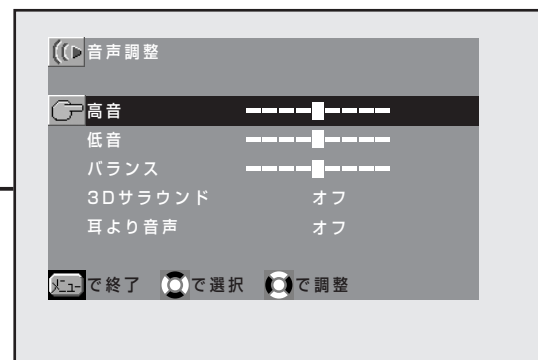 音声調整
高音
低音
バランス
3Dサラウンド オフ
耳より音声 オフ
メニューで終了 で選択 で調整